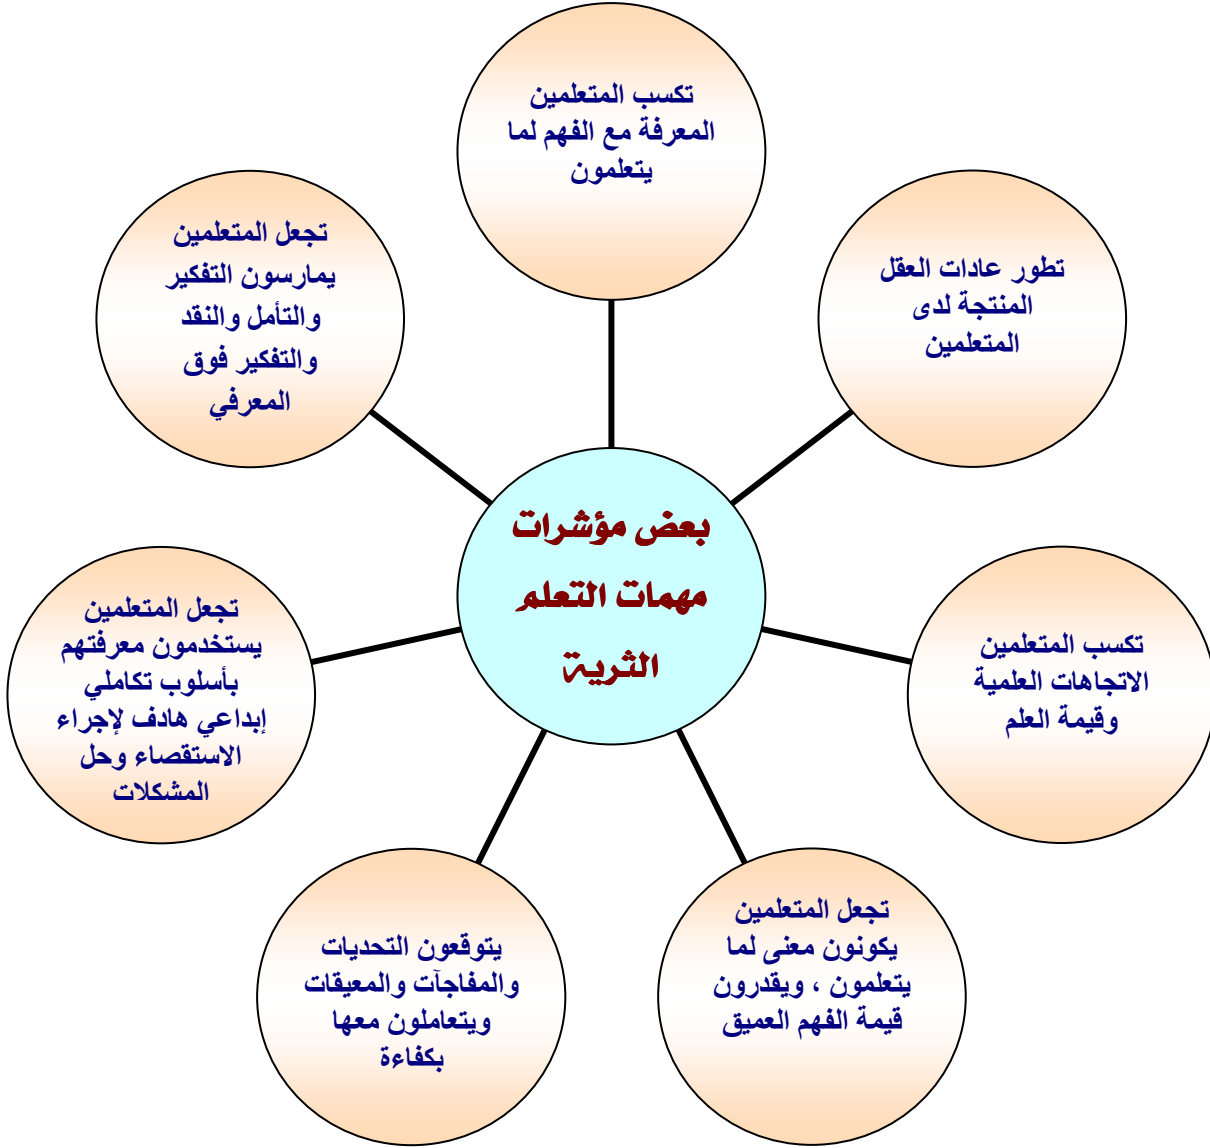 بعض مؤشرات
مهمات التعلم
الثرية
تكسب المتعلمين
المعرفة مع الفهم لما
يتعلمون
تطور عادات العقل
المنتجة لدى
المتعلمين
تكسب المتعلمين
الاتجاهات العلمية
وقيمة العلم
تجعل المتعلمين
يكونون معنى لما
يتعلمون ، ويقدرون
قيمة الفهم العميق
يتوقعون التحديات
والمفاجآت والمعيقات
ويتعاملون معها
بكفاءة
تجعل المتعلمين
يستخدمون معرفتهم
بأسلوب تكاملي
إبداعي هادف لإجراء
الاستقصاء وحل
المشكلات
تجعل المتعلمين
يمارسون التفكير
والتأمل والنقد
والتفكير فوق
المعرفي